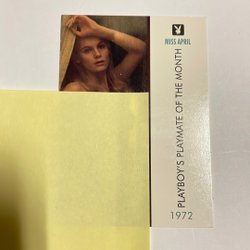 MISS APRIL
PLAYBOY'S PLAYMATE OF THE MONTH
1972